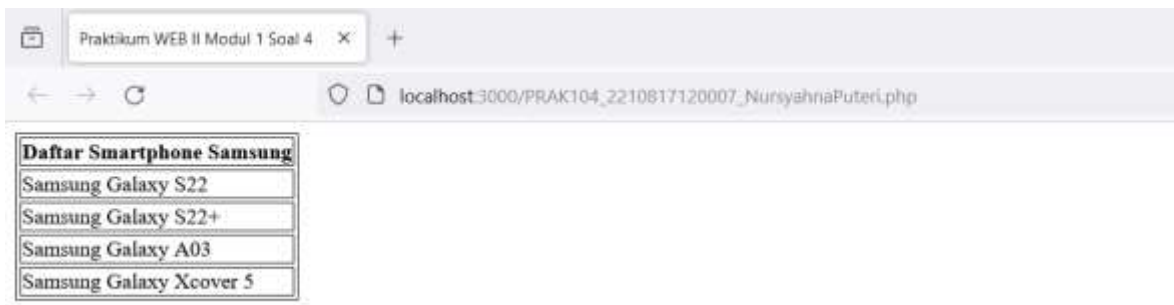 Praktikum WEB II Modul 1 Soal 4
localhost:3000/PRAK104_2210817120007_NursyahnaPuteri.php
Daftar Smartphone Samsung
Samsung Galaxy S22
Samsung Galaxy S22+
Samsung Galaxy A03
Samsung Galaxy Xcover 5